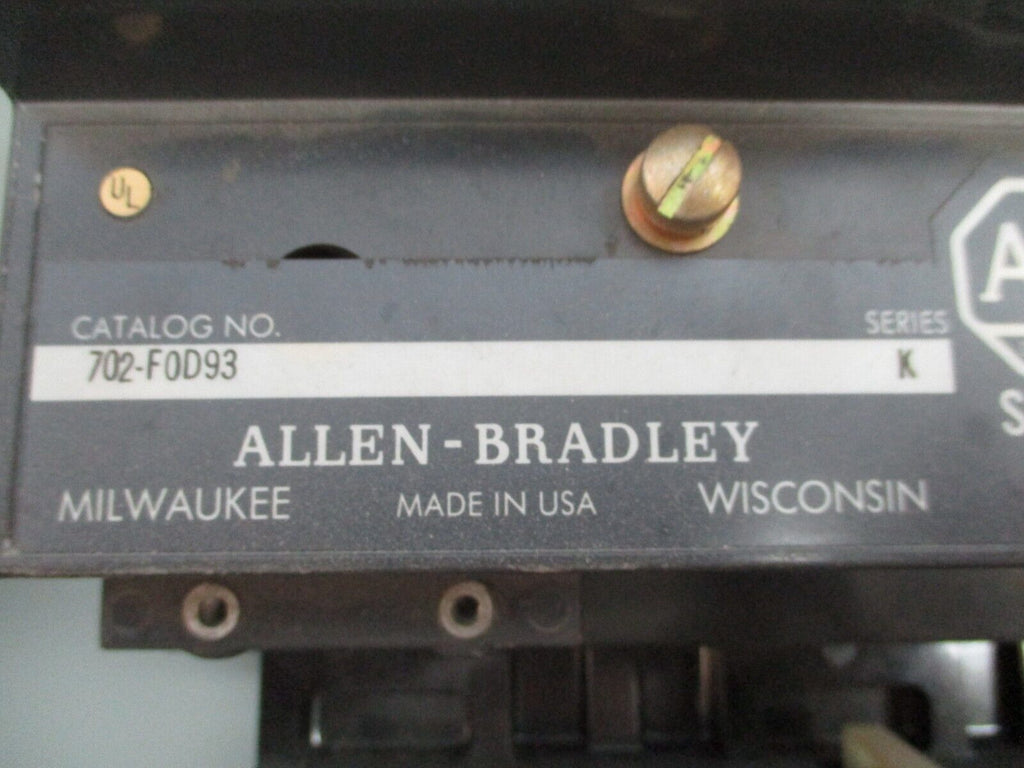 UL
CATALOG NO. SERIES
702-F0D93 K
ALLEN-BRADLEY
MILWAUKEE MADE IN USA WISCONSIN